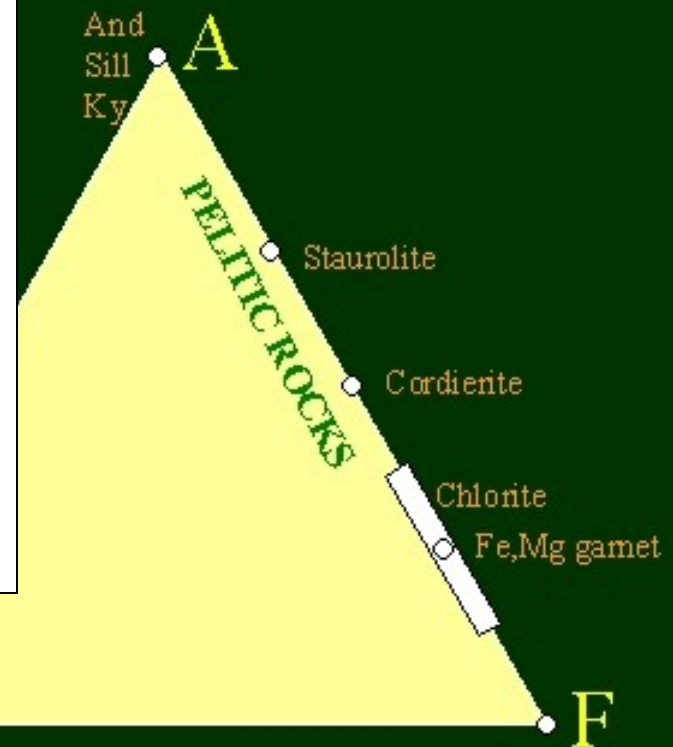 And
Sill
Ky
A
PELITIC ROCKS
Staurolite
Cordierite
Chlorite
Fe,Mg garnet
F